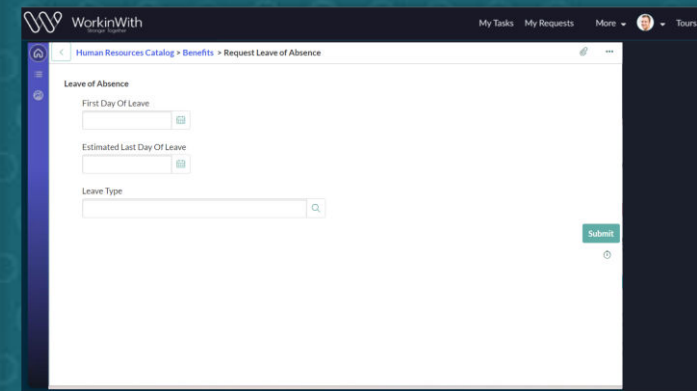 WorkinWith
Stronger Together
My Tasks My Requests More Tours
Human Resources Catalog > Benefits > Request Leave of Absence
Leave of Absence
First Day Of Leave
Estimated Last Day Of Leave
Leave Type
Submit